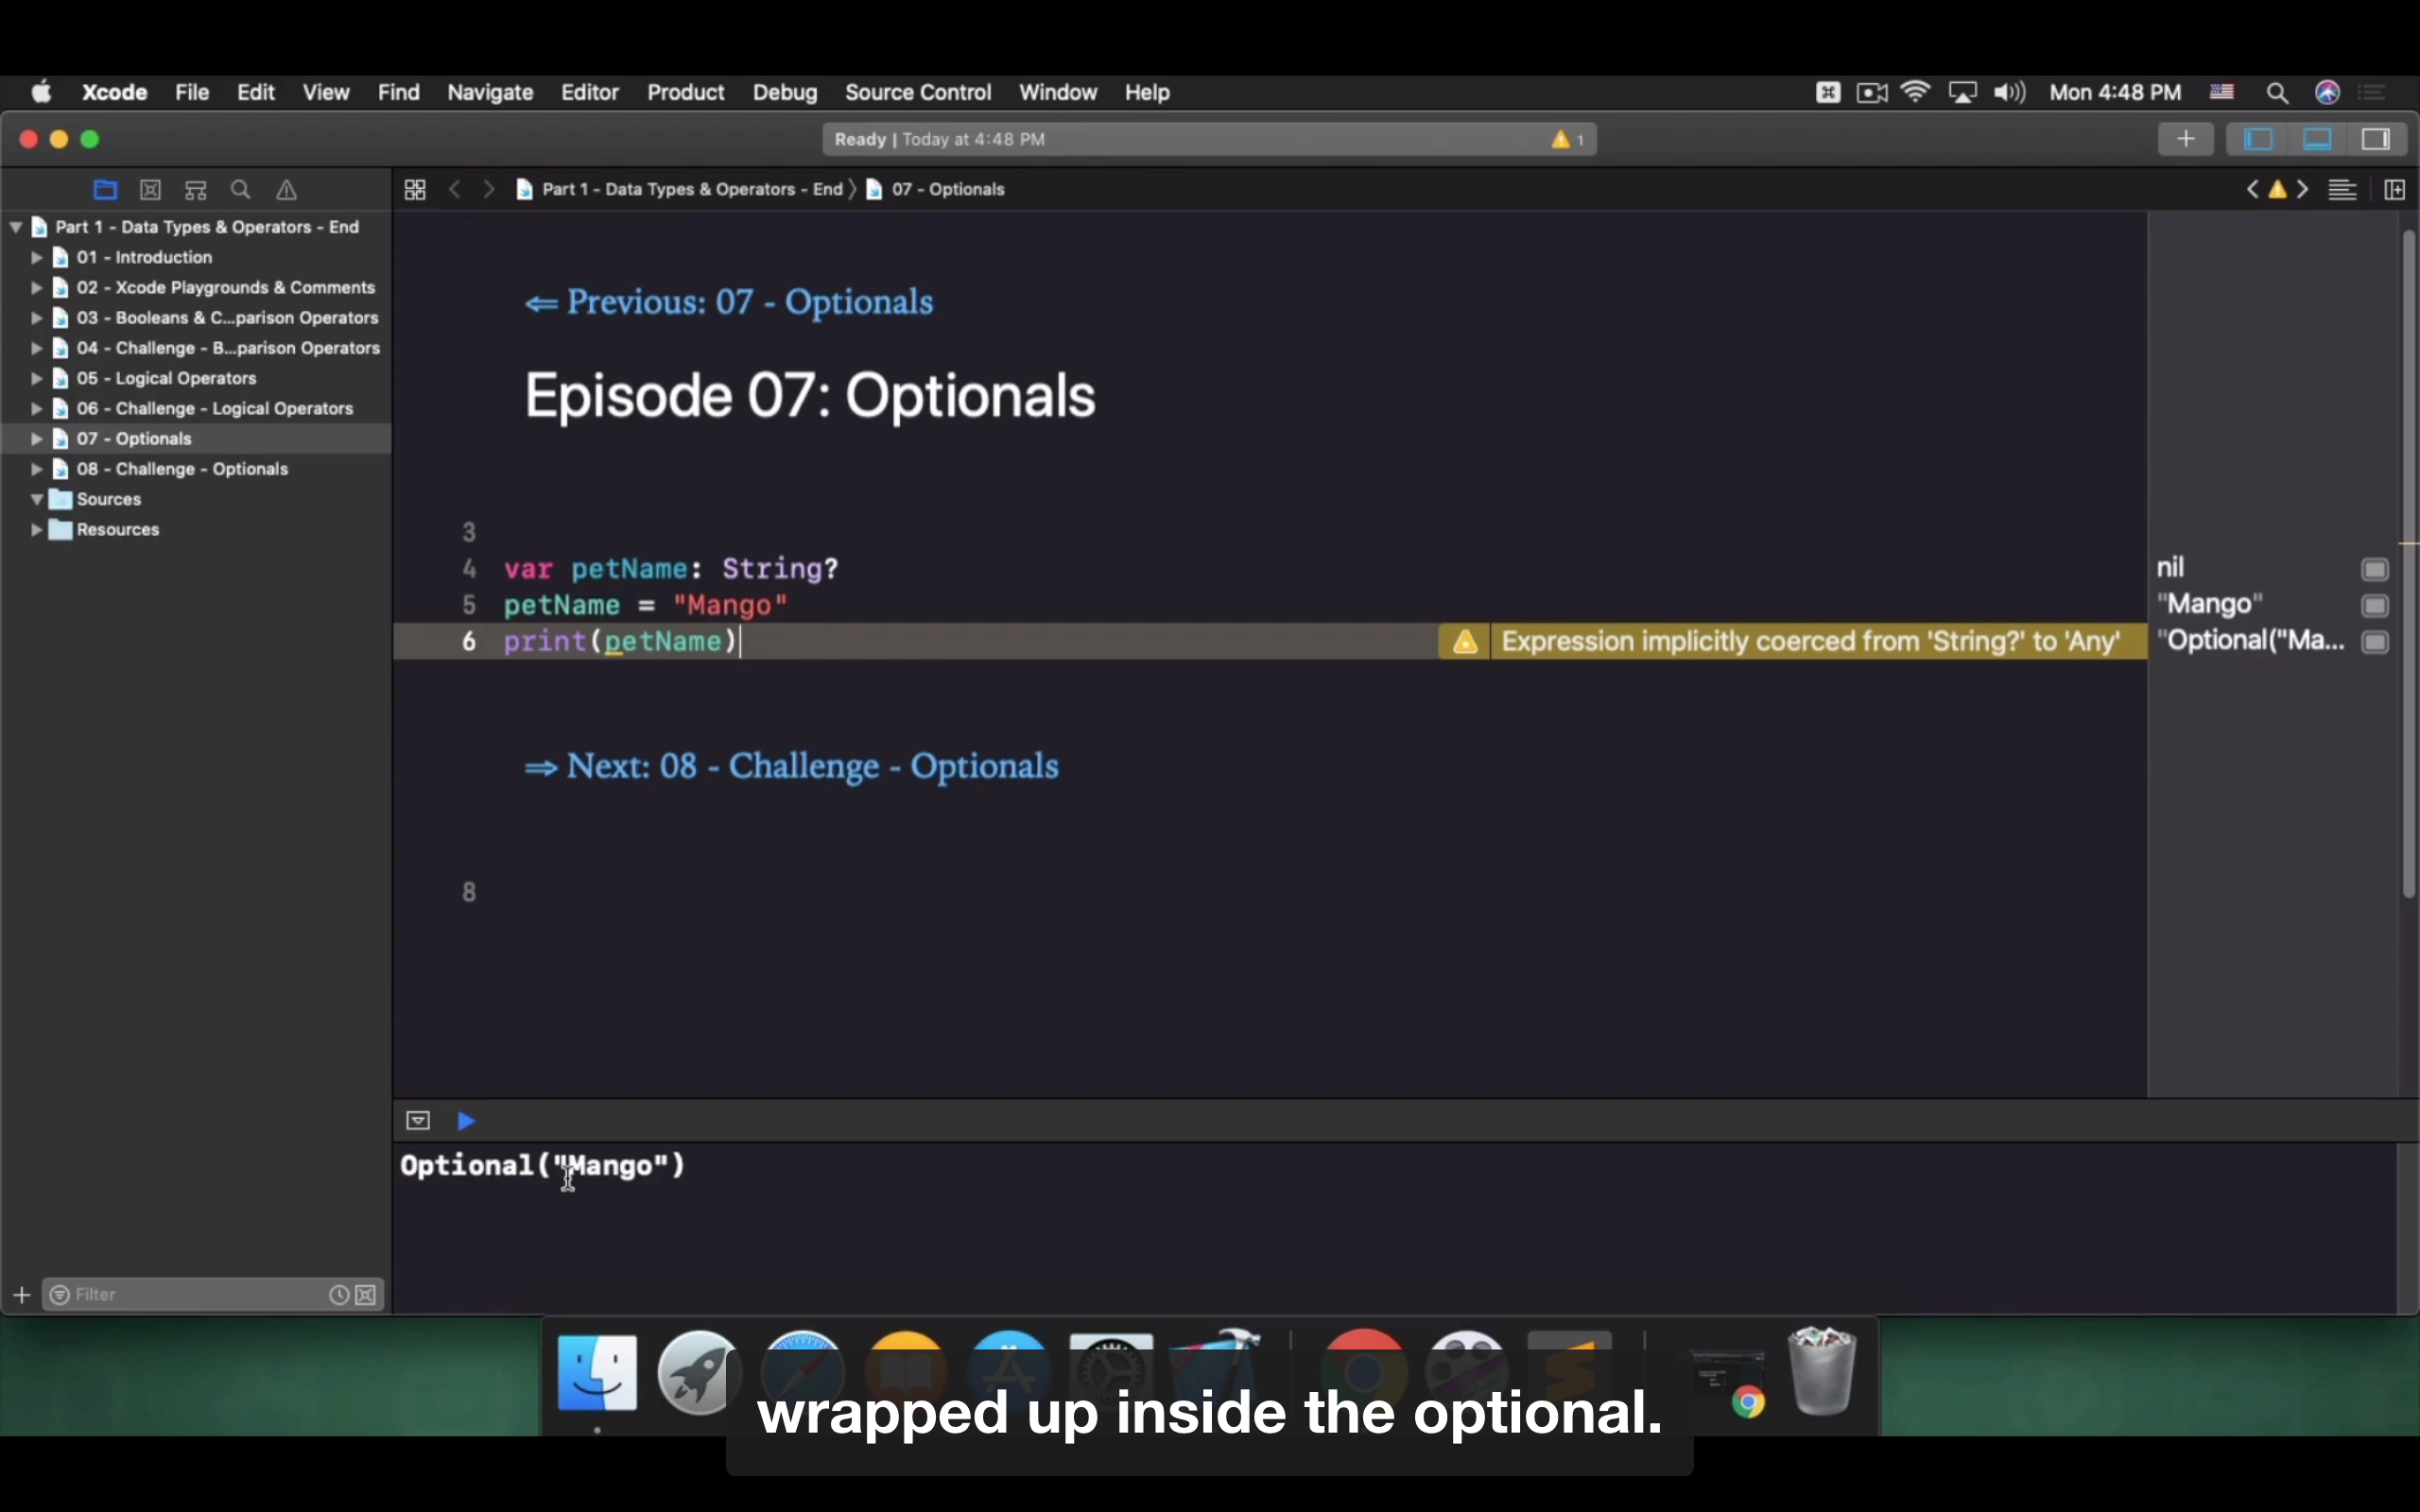 Xcode File Edit View Find Navigate Editor Product Debug Source Control Window Help Mon 4:48 PM
Ready | Today at 4:48 PM 1
Part 1 - Data Types & Operators - End 07 - Optionals
Part 1 - Data Types & Operators - End
01 - Introduction
02 - Xcode Playgrounds & Comments
03 - Booleans & C...parison Operators
04 - Challenge - B...parison Operators
05 - Logical Operators
06 - Challenge - Logical Operators
07 - Optionals
08 - Challenge - Optionals
Sources
Resources
⇐ Previous: 07 - Optionals
Episode 07: Optionals
3
4 var petName: String?
5 petName = "Mango"
6 print(petName)
Expression implicitly coerced from 'String?' to 'Any'
nil
"Mango"
"Optional("Ma...
⇒ Next: 08 - Challenge - Optionals
8
Optional("Mango")
Filter
wrapped up inside the optional.